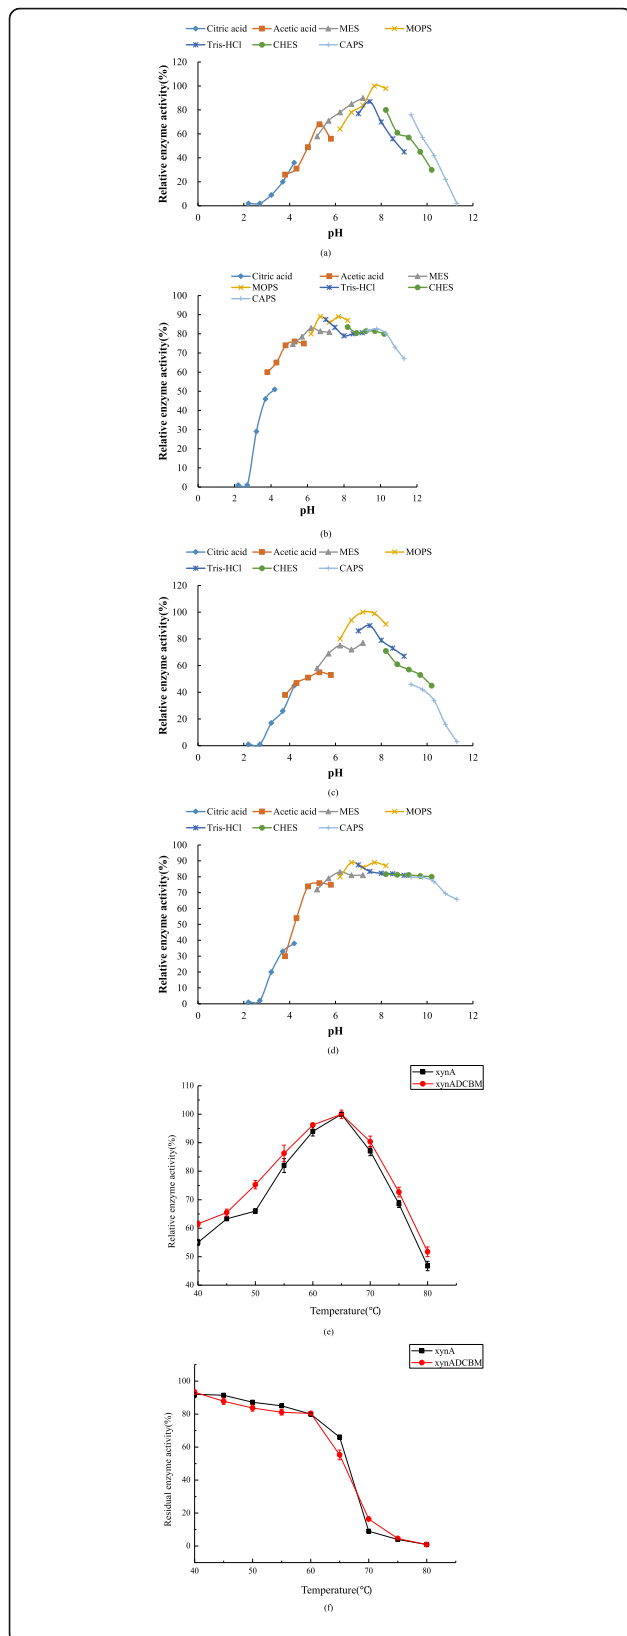 Citric acid Acetic acid MES MOPS
Tris-HCl CHES CAPS
Relative enzyme activity(%)
120
100
80
60
40
20
0
0 2 4 6 8 10 12
pH
(a)
Citric acid Acetic acid MES
MOPS Tris-HCl CHES
CAPS
Relative enzyme activity(%)
100
90
80
70
60
50
40
30
20
10
0
0 2 4 6 8 10 12
pH
(b)
Citric acid Acetic acid MES MOPS
Tris-HCl CHES CAPS
Relative enzyme activity(%)
120
100
80
60
40
20
0
0 2 4 6 8 10 12
pH
(c)
Citric acid Acetic acid MES MOPS
Tris-HCl CHES CAPS
Relative enzyme activity(%)
100
90
80
70
60
50
40
30
20
10
0
0 2 4 6 8 10 12
pH
(d)
xynA
xynADCBM
Relative enzyme activity(%)
110
100
90
80
70
60
50
40
40 50 60 70 80
Temperature(℃)
(e)
xynA
xynADCBM
Residual enzyme activity(%)
100
80
60
40
20
0
40 50 60 70 80
Temperature(℃)
(f)